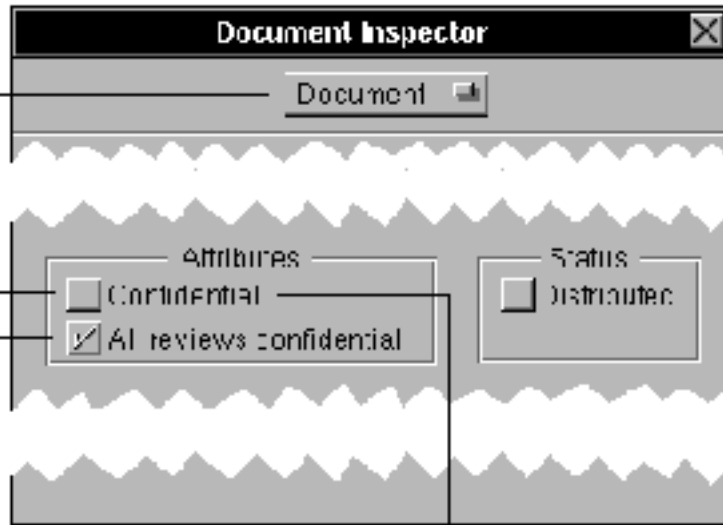 Document Inspector
Document
Attributes
Confidential
All reviews confidential
Status
Distributed